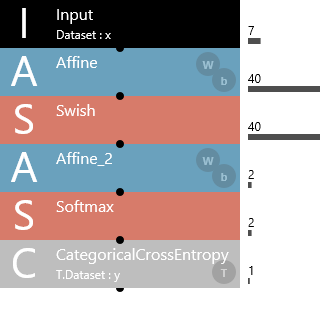 I
Input
Dataset : x
7
A
Affine
W
b
40
S
Swish
40
A
Affine_2
W
b
2
S
Softmax
2
C
CategoricalCrossEntropy
T.Dataset : y
T
1